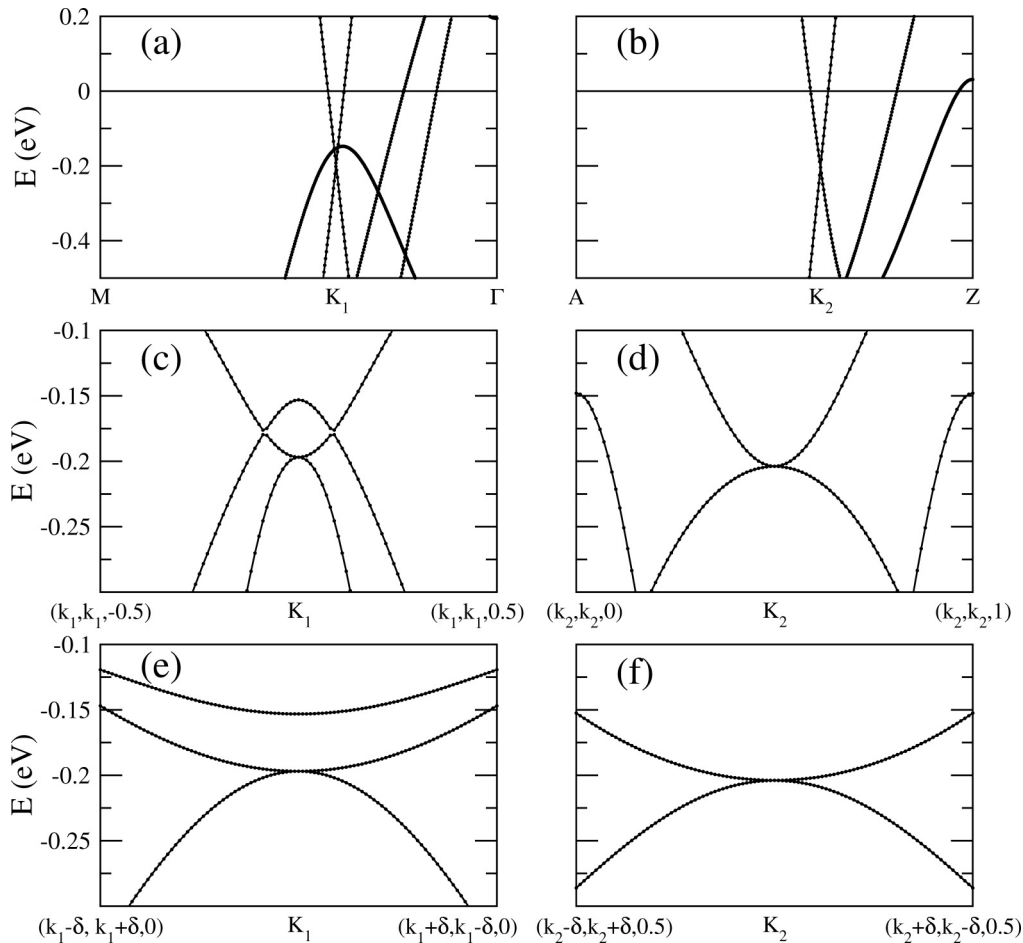 (a)
0.2
0
-0.2
-0.4
E (eV)
M
K1
Γ
(b)
A
K2
Z
(c)
-0.1
-0.15
-0.2
-0.25
E (eV)
(k1,k1,-0.5)
K1
(k1,k1,0.5)
(d)
(k2,k2,0)
K2
(k2,k2,1)
(e)
-0.1
-0.15
-0.2
-0.25
E (eV)
(k1-δ, k1+δ,0)
K1
(k1+δ,k1-δ,0)
(f)
(k2-δ,k2+δ,0.5)
K2
(k2+δ,k2-δ,0.5)